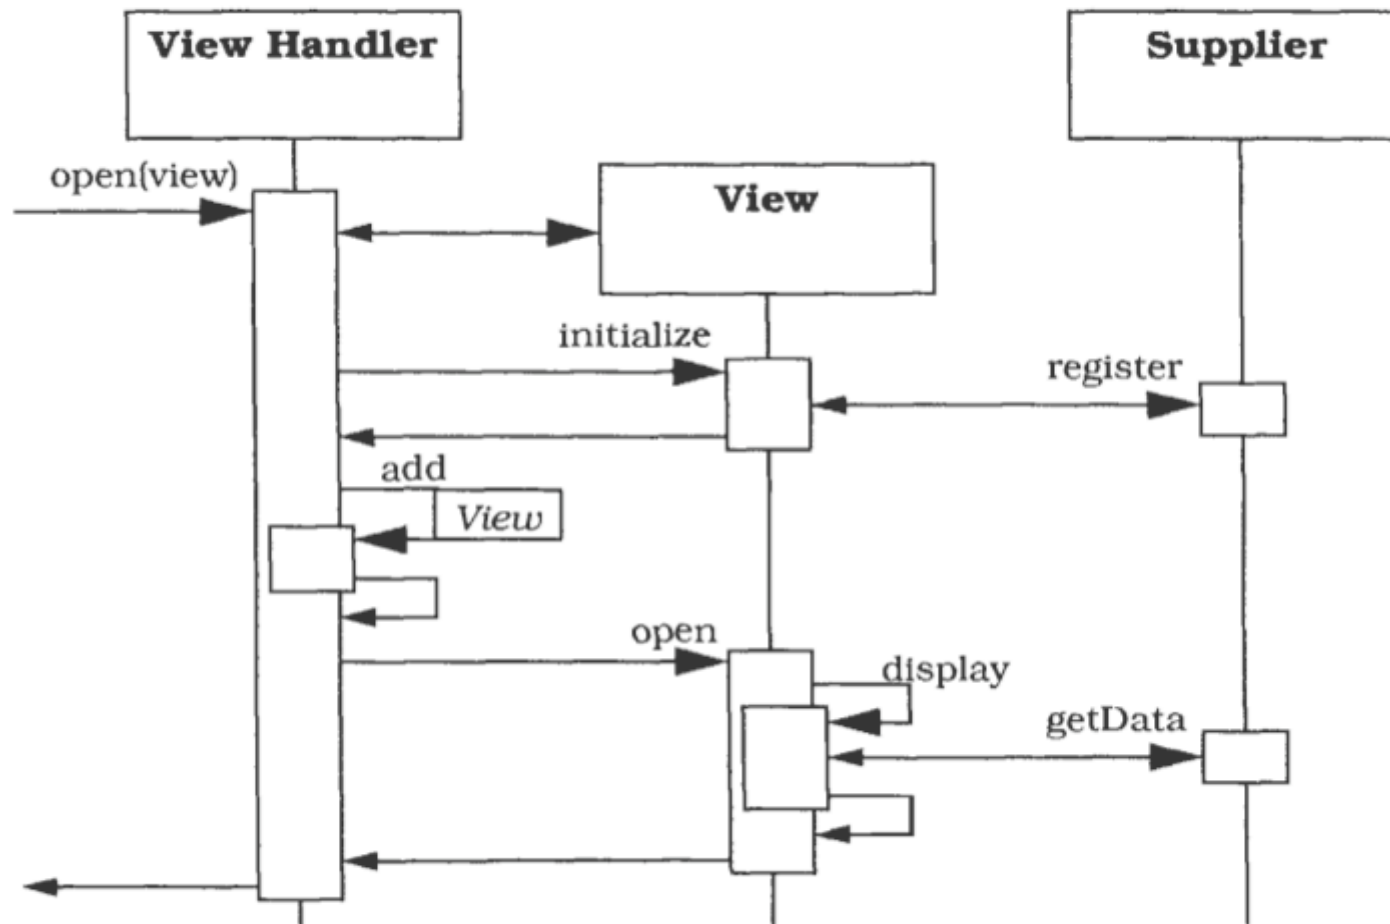 View Handler
Supplier
open(view)
View
initialize
register
add
View
open
display
getData